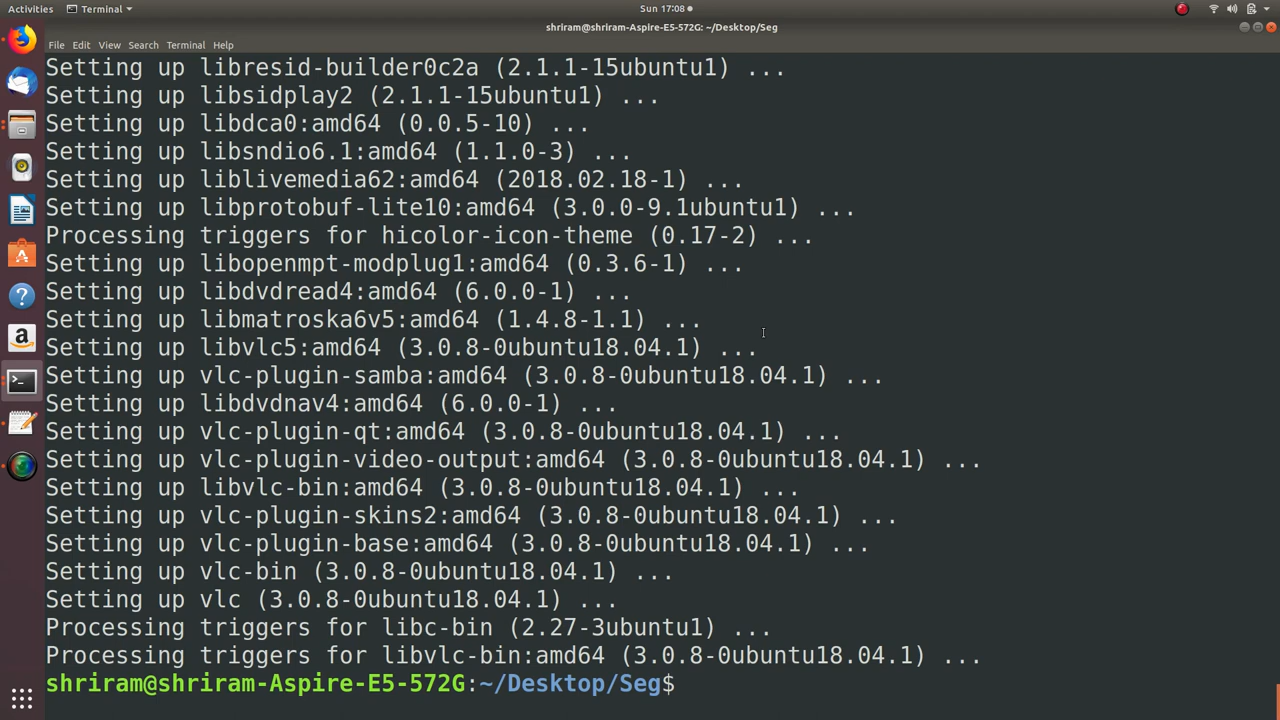 Activities Terminal Sun 17:08
shriram@shriram-Aspire-E5-572G: ~/Desktop/Seg
File Edit View Search Terminal Help
Setting up libresid-builder0c2a (2.1.1-15ubuntu1) ...
Setting up libsidplay2 (2.1.1-15ubuntu1) ...
Setting up libdca0:amd64 (0.0.5-10) ...
Setting up libsndio6.1:amd64 (1.1.0-3) ...
Setting up liblivemedia62:amd64 (2018.02.18-1) ...
Setting up libprotobuf-lite10:amd64 (3.0.0-9.1ubuntu1) ...
Processing triggers for hicolor-icon-theme (0.17-2) ...
Setting up libopenmpt-modplug1:amd64 (0.3.6-1) ...
Setting up libdvdread4:amd64 (6.0.0-1) ...
Setting up libmatroska6v5:amd64 (1.4.8-1.1) ...
Setting up libvlc5:amd64 (3.0.8-0ubuntu18.04.1) ...
Setting up vlc-plugin-samba:amd64 (3.0.8-0ubuntu18.04.1) ...
Setting up libdvdnav4:amd64 (6.0.0-1) ...
Setting up vlc-plugin-qt:amd64 (3.0.8-0ubuntu18.04.1) ...
Setting up vlc-plugin-video-output:amd64 (3.0.8-0ubuntu18.04.1) ...
Setting up libvlc-bin:amd64 (3.0.8-0ubuntu18.04.1) ...
Setting up vlc-plugin-skins2:amd64 (3.0.8-0ubuntu18.04.1) ...
Setting up vlc-plugin-base:amd64 (3.0.8-0ubuntu18.04.1) ...
Setting up vlc-bin (3.0.8-0ubuntu18.04.1) ...
Setting up vlc (3.0.8-0ubuntu18.04.1) ...
Processing triggers for libc-bin (2.27-3ubuntu1) ...
Processing triggers for libvlc-bin:amd64 (3.0.8-0ubuntu18.04.1) ...
shriram@shriram-Aspire-E5-572G:~/Desktop/Seg$